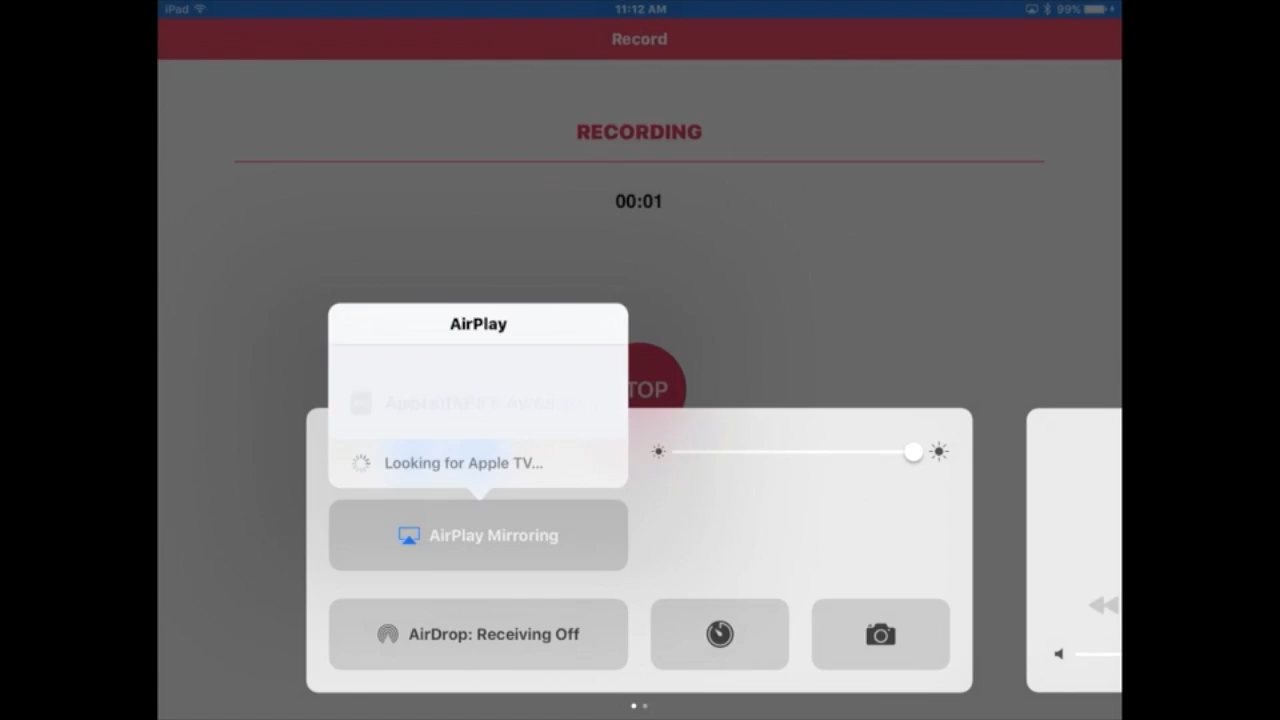 iPad
11:12 AM
99%
Record
RECORDING
00:01
AirPlay
TOP
Looking for Apple TV...
AirPlay Mirroring
AirDrop: Receiving Off